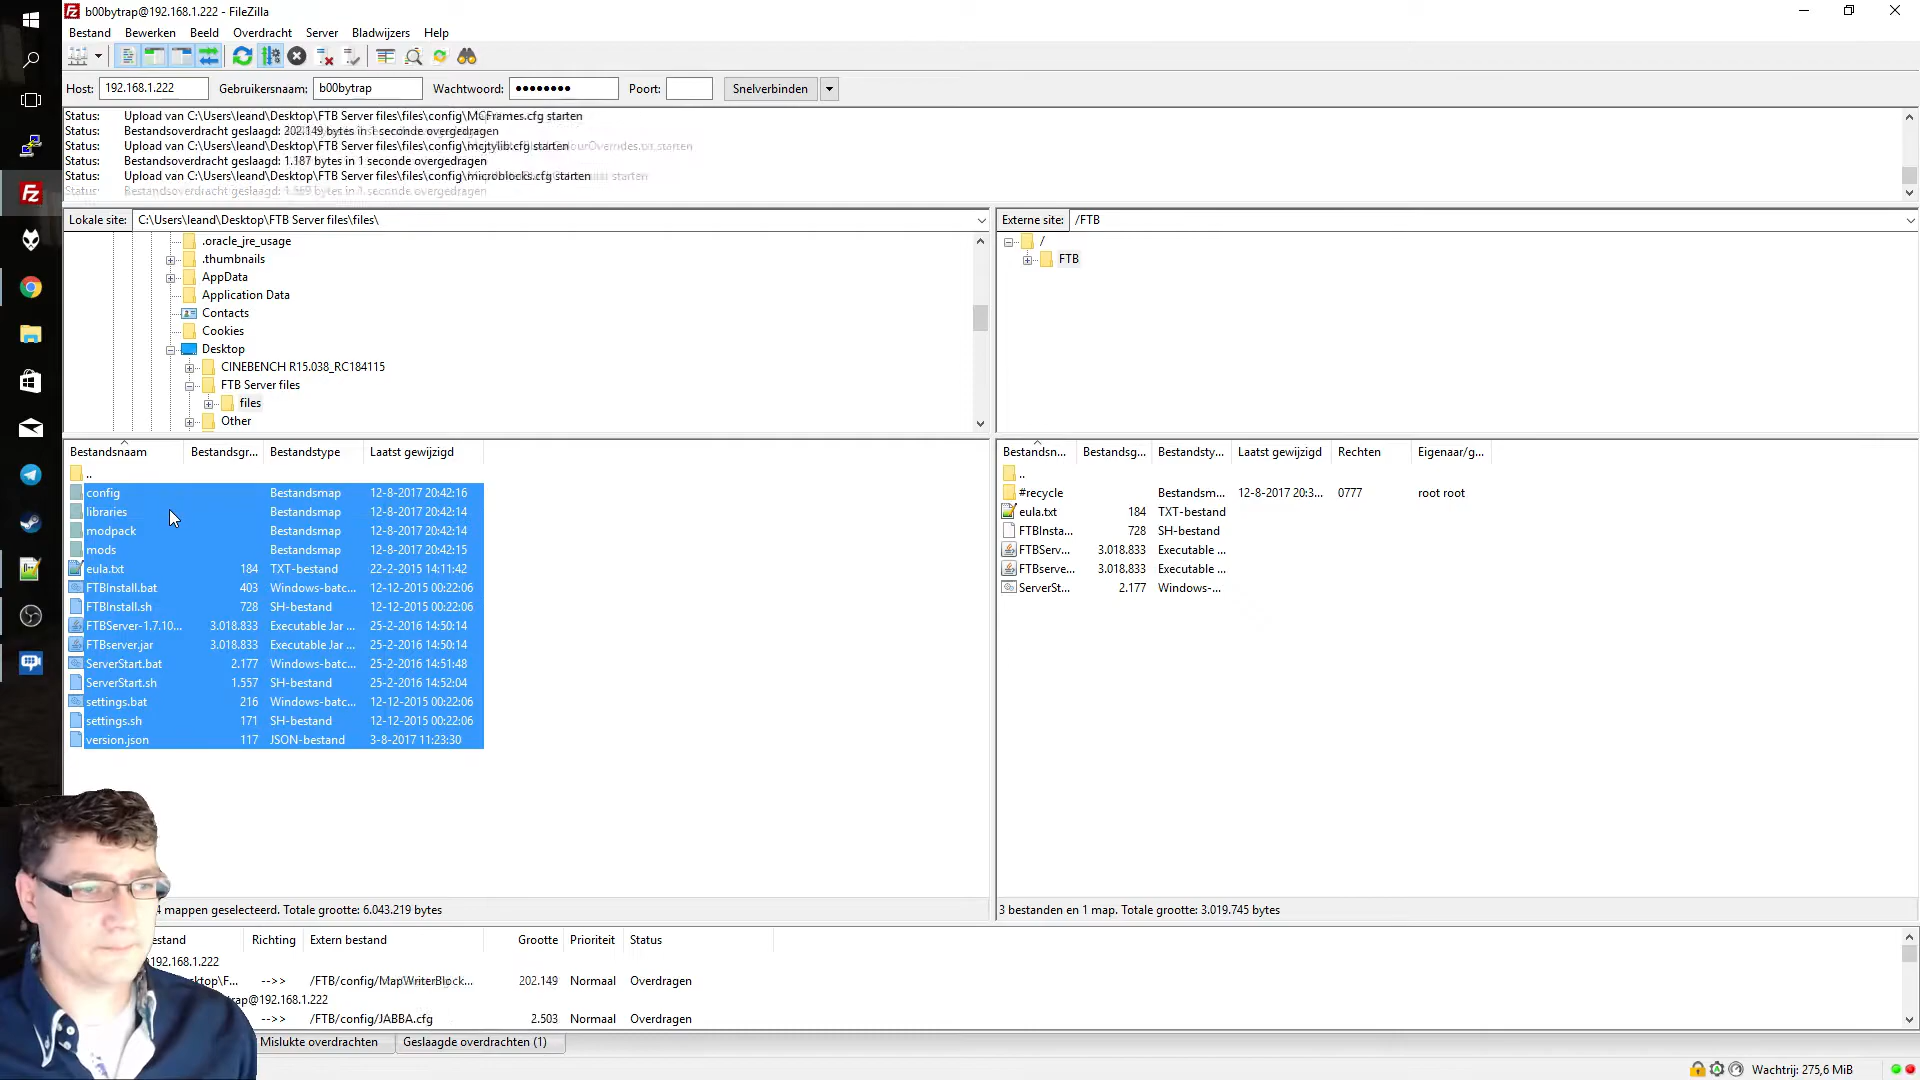 b00bytrap@192.168.1.222 - FileZilla
Bestand Bewerken Beeld Overdracht Server Bladwijzers Help
Host: 192.168.1.222 Gebruikersnaam: b00bytrap Wachtwoord: •••••••• Poort: Snelverbinden
Status: Upload van C:\Users\leand\Desktop\FTB Server files\files\config\MCFrames.cfg starten
Status: Bestandsoverdracht geslaagd: 202.149 bytes in 1 seconde overgedragen
Status: Upload van C:\Users\leand\Desktop\FTB Server files\files\config\mcjtylib.cfg starten
Status: Bestandsoverdracht geslaagd: 1.187 bytes in 1 seconde overgedragen
Status: Upload van C:\Users\leand\Desktop\FTB Server files\files\config\microblocks.cfg starten
Status: Bestandsoverdracht geslaagd: 1.569 bytes in 1 seconde overgedragen
Lokale site: C:\Users\leand\Desktop\FTB Server files\files\
Externe site: /FTB
.oracle_jre_usage
.thumbnails
AppData
Application Data
Contacts
Cookies
Desktop
CINEBENCH R15.038_RC184115
FTB Server files
files
Other
/
FTB
Bestandsnaam Bestandsgr... Bestandstype Laatst gewijzigd
..
config Bestandsmap 12-8-2017 20:42:16
libraries Bestandsmap 12-8-2017 20:42:14
modpack Bestandsmap 12-8-2017 20:42:14
mods Bestandsmap 12-8-2017 20:42:15
eula.txt 184 TXT-bestand 22-2-2015 14:11:42
FTBInstall.bat 403 Windows-batc... 12-12-2015 00:22:06
FTBInstall.sh 728 SH-bestand 12-12-2015 00:22:06
FTBServer-1.7.10... 3.018.833 Executable Jar ... 25-2-2016 14:50:14
FTBserver.jar 3.018.833 Executable Jar ... 25-2-2016 14:50:14
ServerStart.bat 2.177 Windows-batc... 25-2-2016 14:51:48
ServerStart.sh 1.557 SH-bestand 25-2-2016 14:52:04
settings.bat 216 Windows-batc... 12-12-2015 00:22:06
settings.sh 171 SH-bestand 12-12-2015 00:22:06
version.json 117 JSON-bestand 3-8-2017 11:23:30
4 mappen geselecteerd. Totale grootte: 6.043.219 bytes
Bestandsn... Bestandsg... Bestandsty... Laatst gewijzigd Rechten Eigenaar/g...
..
#recycle Bestandsm... 12-8-2017 20:3... 0777 root root
eula.txt 184 TXT-bestand
FTBInsta... 728 SH-bestand
FTBServ... 3.018.833 Executable ...
FTBserve... 3.018.833 Executable ...
ServerSt... 2.177 Windows-...
3 bestanden en 1 map. Totale grootte: 3.019.745 bytes
estand Richting Extern bestand Grootte Prioriteit Status
192.168.1.222
sktop\F... -->> /FTB/config/MapWriterBlock... 202.149 Normaal Overdragen
trap@192.168.1.222
-->> /FTB/config/JABBA.cfg 2.503 Normaal Overdragen
Mislukte overdrachten Geslaagde overdrachten (1)
Wachtrij: 275,6 MiB